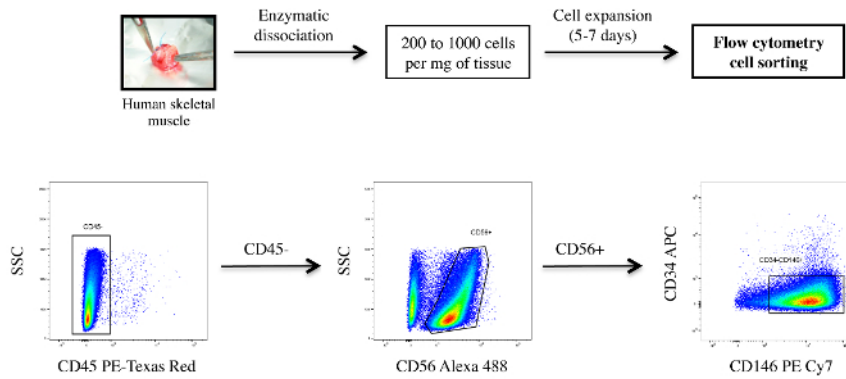 Enzymatic
dissociation
Cell expansion
(5-7 days)
200 to 1000 cells
per mg of tissue
Flow cytometry
cell sorting
Human skeletal
muscle
CD45-
CD45-
SSC
CD45 PE-Texas Red
CD56+
CD56+
SSC
CD56 Alexa 488
CD34-CD146
CD34 APC
CD146 PE Cy7